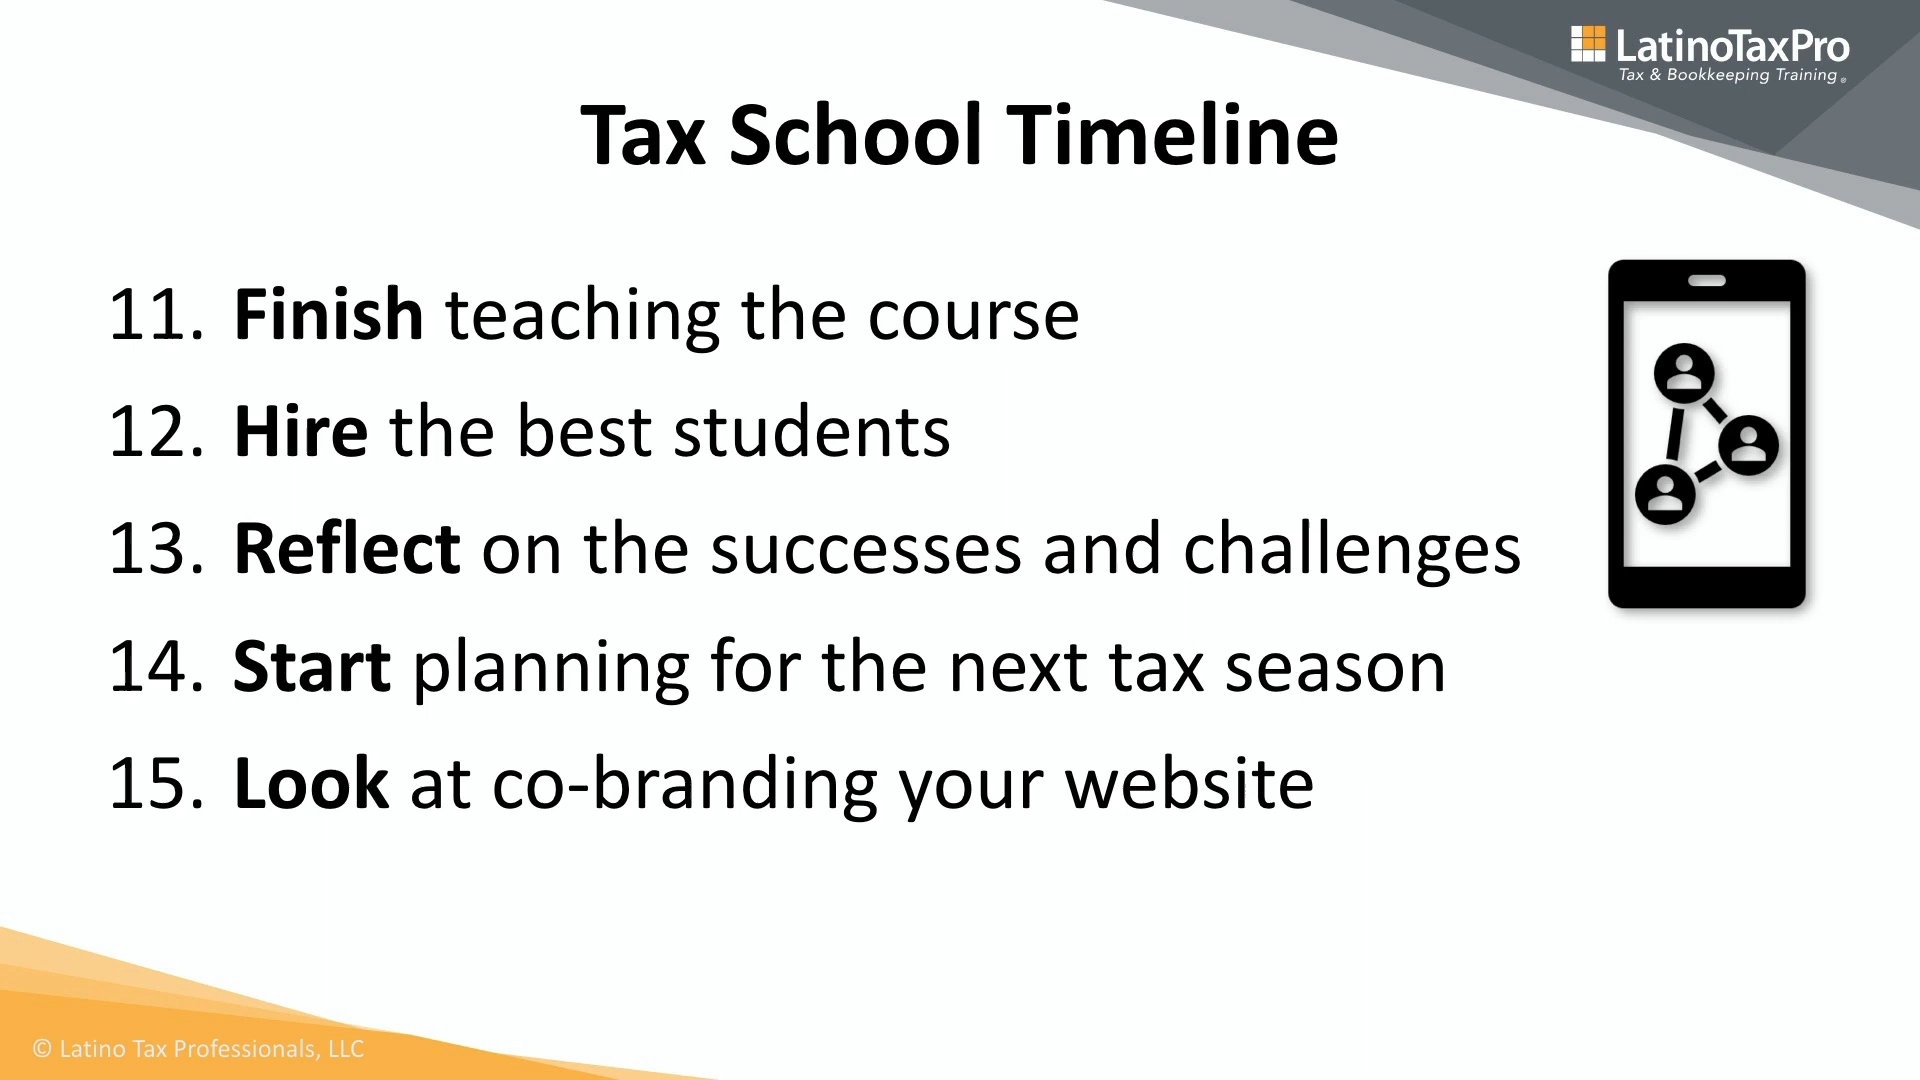 LatinoTaxPro
Tax & Bookkeeping Training®
Tax School Timeline
11. Finish teaching the course
12. Hire the best students
13. Reflect on the successes and challenges
14. Start planning for the next tax season
15. Look at co-branding your website
© Latino Tax Professionals, LLC